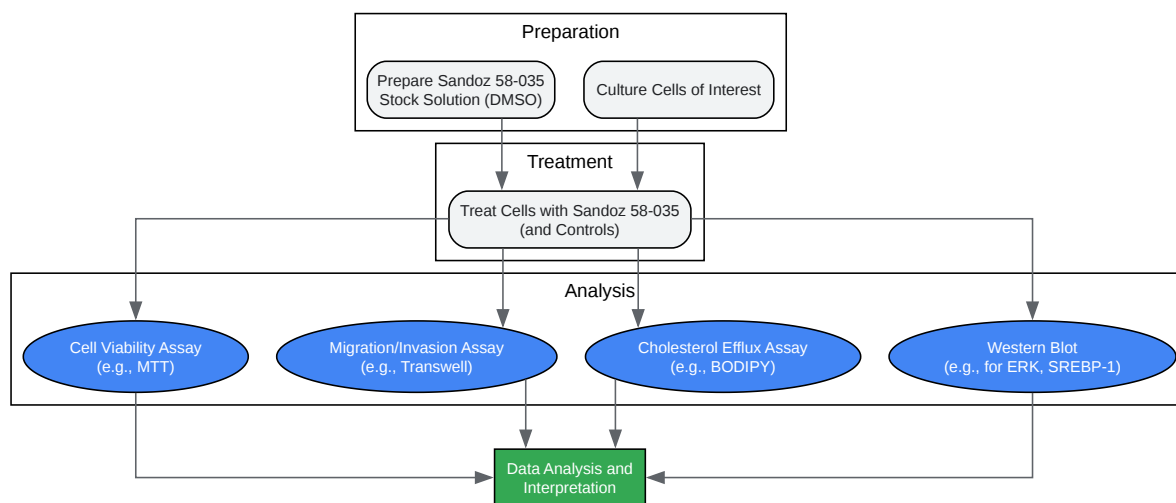 Preparation
Prepare Sandoz 58-035
Stock Solution (DMSO)
Culture Cells of Interest
Treatment
Treat Cells with Sandoz 58-035
(and Controls)
Analysis
Cell Viability Assay
(e.g., MTT)
Migration/Invasion Assay
(e.g., Transwell)
Cholesterol Efflux Assay
(e.g., BODIPY)
Western Blot
(e.g., for ERK, SREBP-1)
Data Analysis and
Interpretation